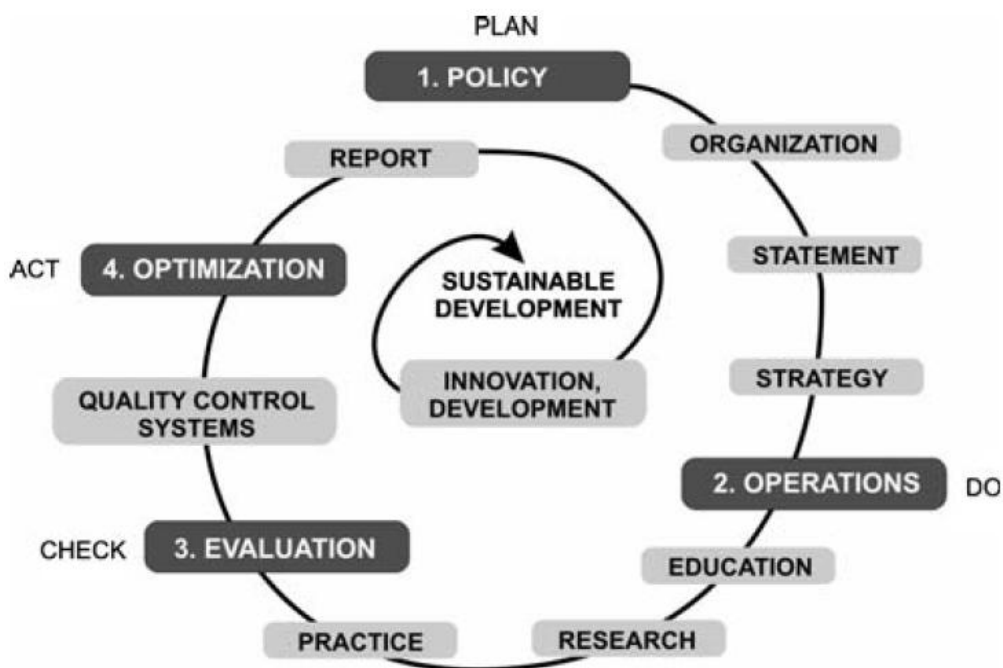 PLAN
1. POLICY
ORGANIZATION
STATEMENT
STRATEGY
2. OPERATIONS
DO
EDUCATION
RESEARCH
PRACTICE
CHECK
3. EVALUATION
QUALITY CONTROL
SYSTEMS
ACT
4. OPTIMIZATION
REPORT
INNOVATION,
DEVELOPMENT
SUSTAINABLE
DEVELOPMENT